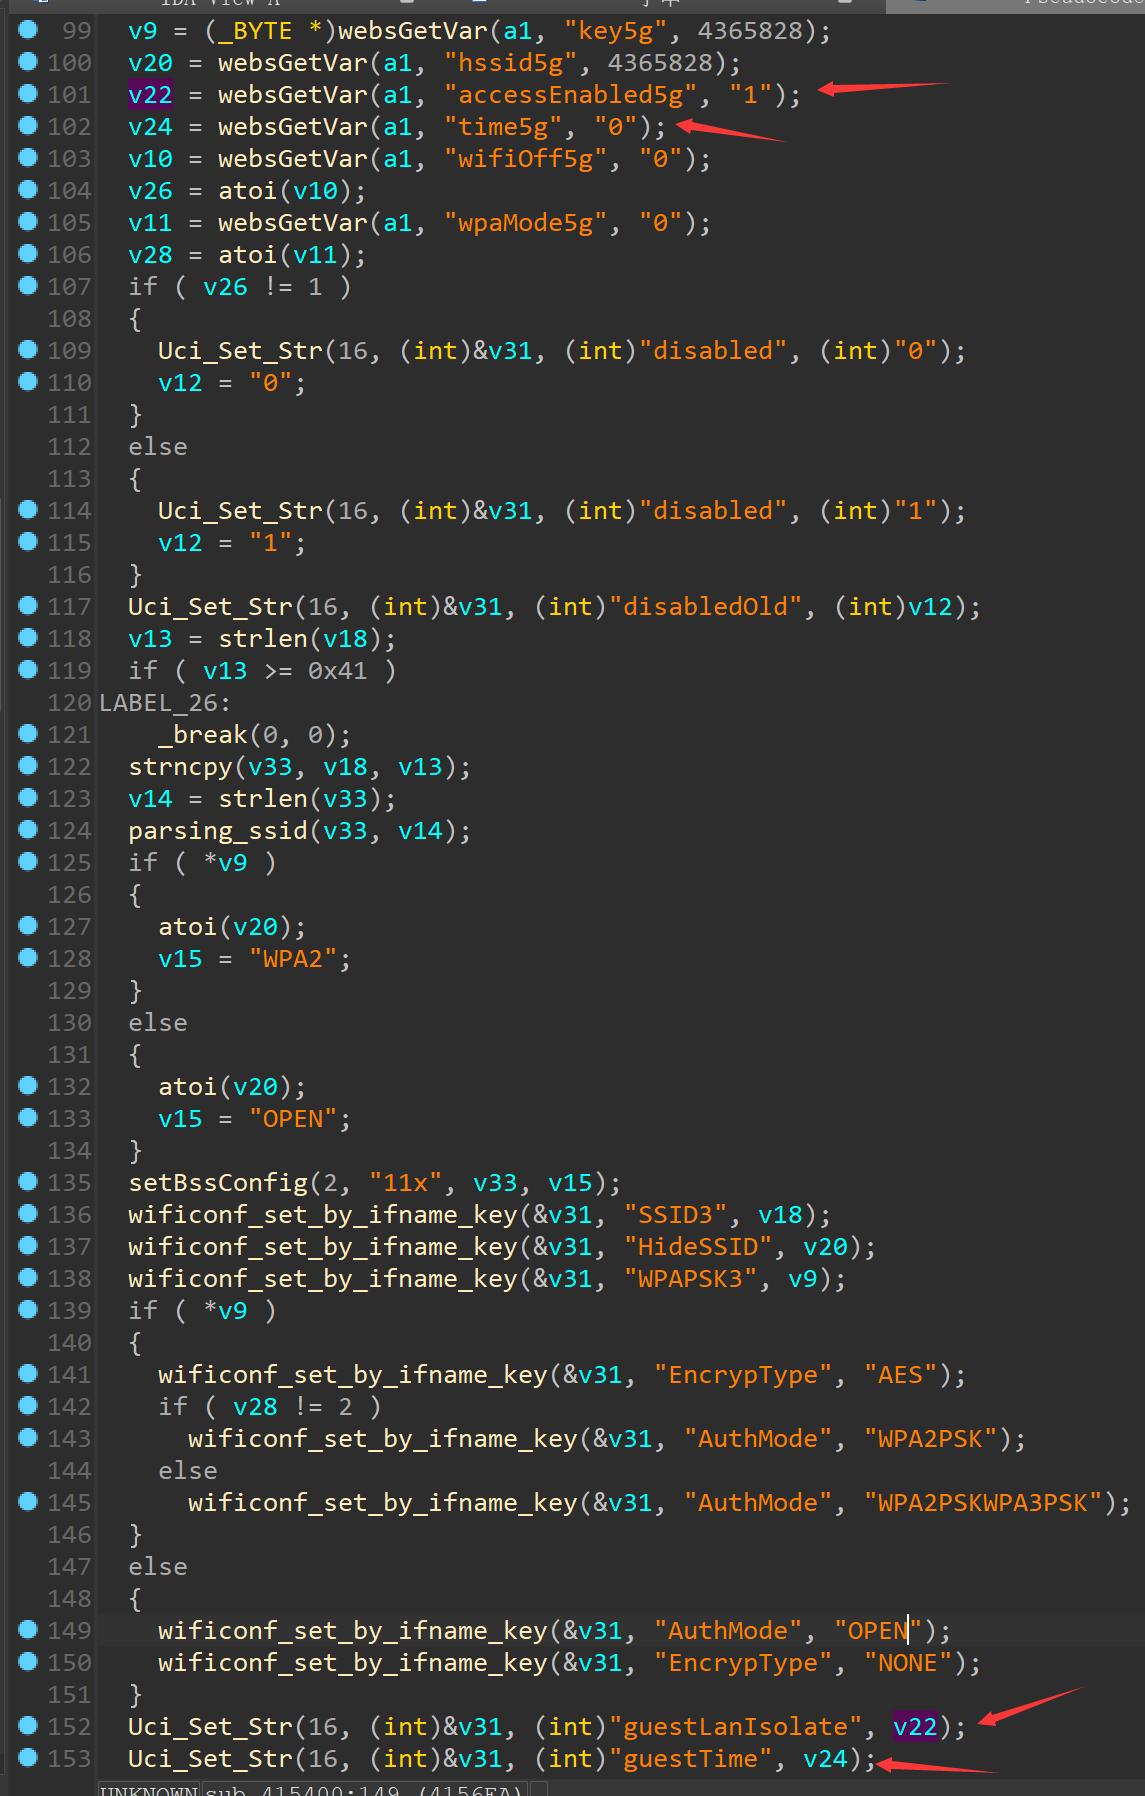 IDA View-A
Pseudocode
99 v9 = (_BYTE *)websGetVar(a1, "key5g", 4365828);
100 v20 = websGetVar(a1, "hssid5g", 4365828);
101 v22 = websGetVar(a1, "accessEnabled5g", "1");
102 v24 = websGetVar(a1, "time5g", "0");
103 v10 = websGetVar(a1, "wifiOff5g", "0");
104 v26 = atoi(v10);
105 v11 = websGetVar(a1, "wpaMode5g", "0");
106 v28 = atoi(v11);
107 if ( v26 != 1 )
108 {
109 Uci_Set_Str(16, (int)&v31, (int)"disabled", (int)"0");
110 v12 = "0";
111 }
112 else
113 {
114 Uci_Set_Str(16, (int)&v31, (int)"disabled", (int)"1");
115 v12 = "1";
116 }
117 Uci_Set_Str(16, (int)&v31, (int)"disabledOld", (int)v12);
118 v13 = strlen(v18);
119 if ( v13 >= 0x41 )
120 LABEL_26:
121 _break(0, 0);
122 strncpy(v33, v18, v13);
123 v14 = strlen(v33);
124 parsing_ssid(v33, v14);
125 if ( *v9 )
126 {
127 atoi(v20);
128 v15 = "WPA2";
129 }
130 else
131 {
132 atoi(v20);
133 v15 = "OPEN";
134 }
135 setBssConfig(2, "11x", v33, v15);
136 wificonf_set_by_ifname_key(&v31, "SSID3", v18);
137 wificonf_set_by_ifname_key(&v31, "HideSSID", v20);
138 wificonf_set_by_ifname_key(&v31, "WPAPSK3", v9);
139 if ( *v9 )
140 {
141 wificonf_set_by_ifname_key(&v31, "EncrypType", "AES");
142 if ( v28 != 2 )
143 wificonf_set_by_ifname_key(&v31, "AuthMode", "WPA2PSK");
144 else
145 wificonf_set_by_ifname_key(&v31, "AuthMode", "WPA2PSKWPA3PSK");
146 }
147 else
148 {
149 wificonf_set_by_ifname_key(&v31, "AuthMode", "OPEN");
150 wificonf_set_by_ifname_key(&v31, "EncrypType", "NONE");
151 }
152 Uci_Set_Str(16, (int)&v31, (int)"guestLanIsolate", v22);
153 Uci_Set_Str(16, (int)&v31, (int)"guestTime", v24);
UNKNOWN sub_415400:149 (4156EA)